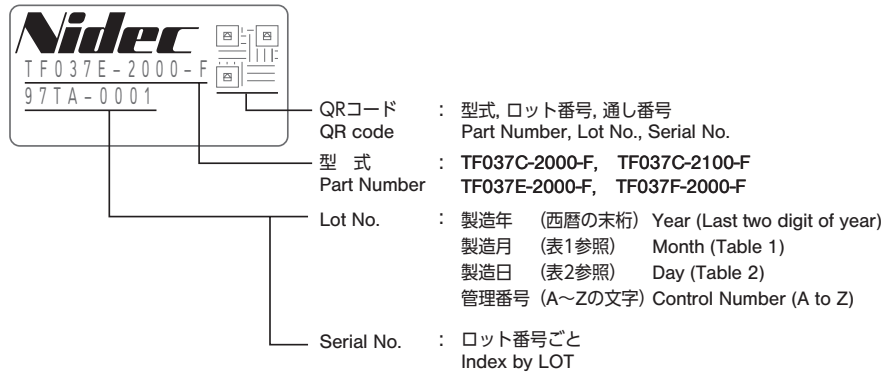 Nidec
TF037E-2000-F
97TA-0001
QRコード : 型式, ロット番号, 通し番号
QR code Part Number, Lot No., Serial No.
型 式 : TF037C-2000-F, TF037C-2100-F
Part Number TF037E-2000-F, TF037F-2000-F
Lot No. : 製造年 (西暦の末桁) Year (Last two digit of year)
製造月 (表1参照) Month (Table 1)
製造日 (表2参照) Day (Table 2)
管理番号 (A～Zの文字) Control Number (A to Z)
Serial No. : ロット番号ごと
Index by LOT